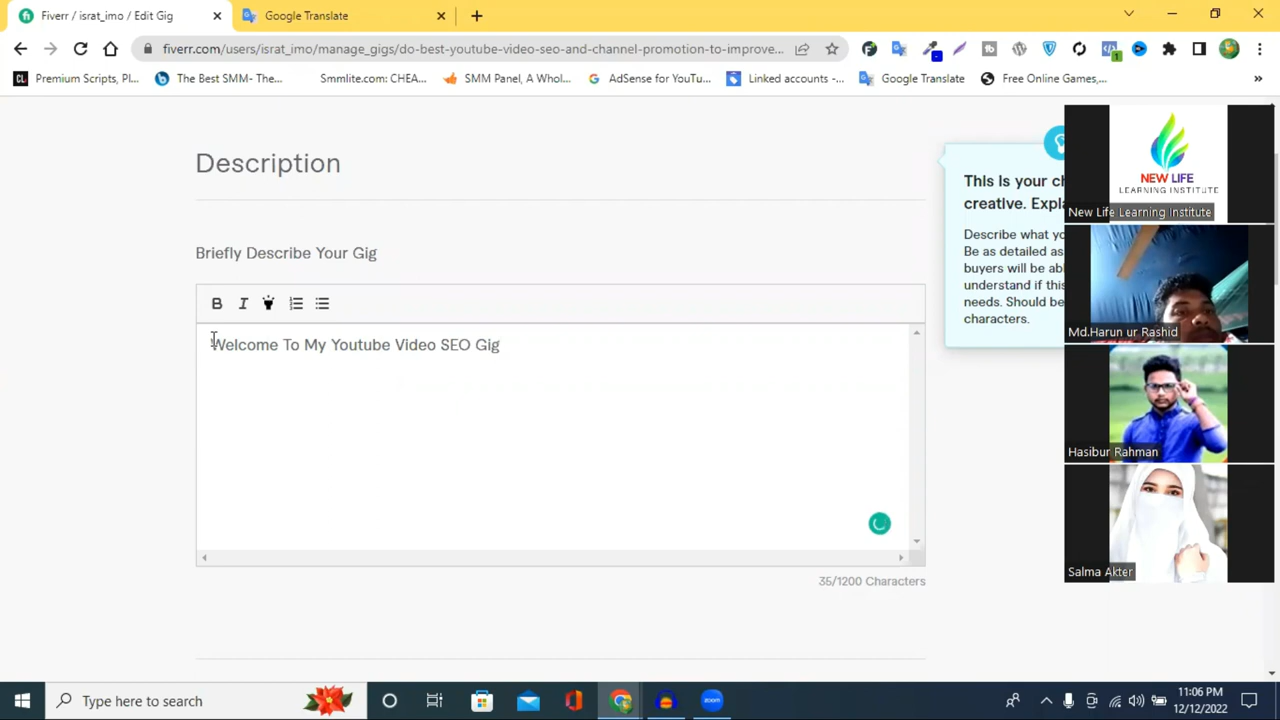 Fiverr / israt_imo / Edit Gig
Google Translate
fiverr.com/users/israt_imo/manage_gigs/do-best-youtube-video-seo-and-channel-promotion-to-improve...
1
Premium Scripts, Pl...
The Best SMM- The...
Smmlite.com: CHEA...
SMM Panel, A Whol...
AdSense for YouTu...
Linked accounts -...
Google Translate
Free Online Games,...
»
Description
This is your ch
creative. Expla
Describe what yo
Be as detailed as
buyers will be abl
understand if this
needs. Should be
characters.
Briefly Describe Your Gig
B I
Welcome To My Youtube Video SEO Gig
35/1200 Characters
NEW LIFE
LEARNING INSTITUTE
New Life Learning Institute
Md.Harun ur Rashid
Hasibur Rahman
Salma Akter
Type here to search
zoom
11:06 PM
12/12/2022